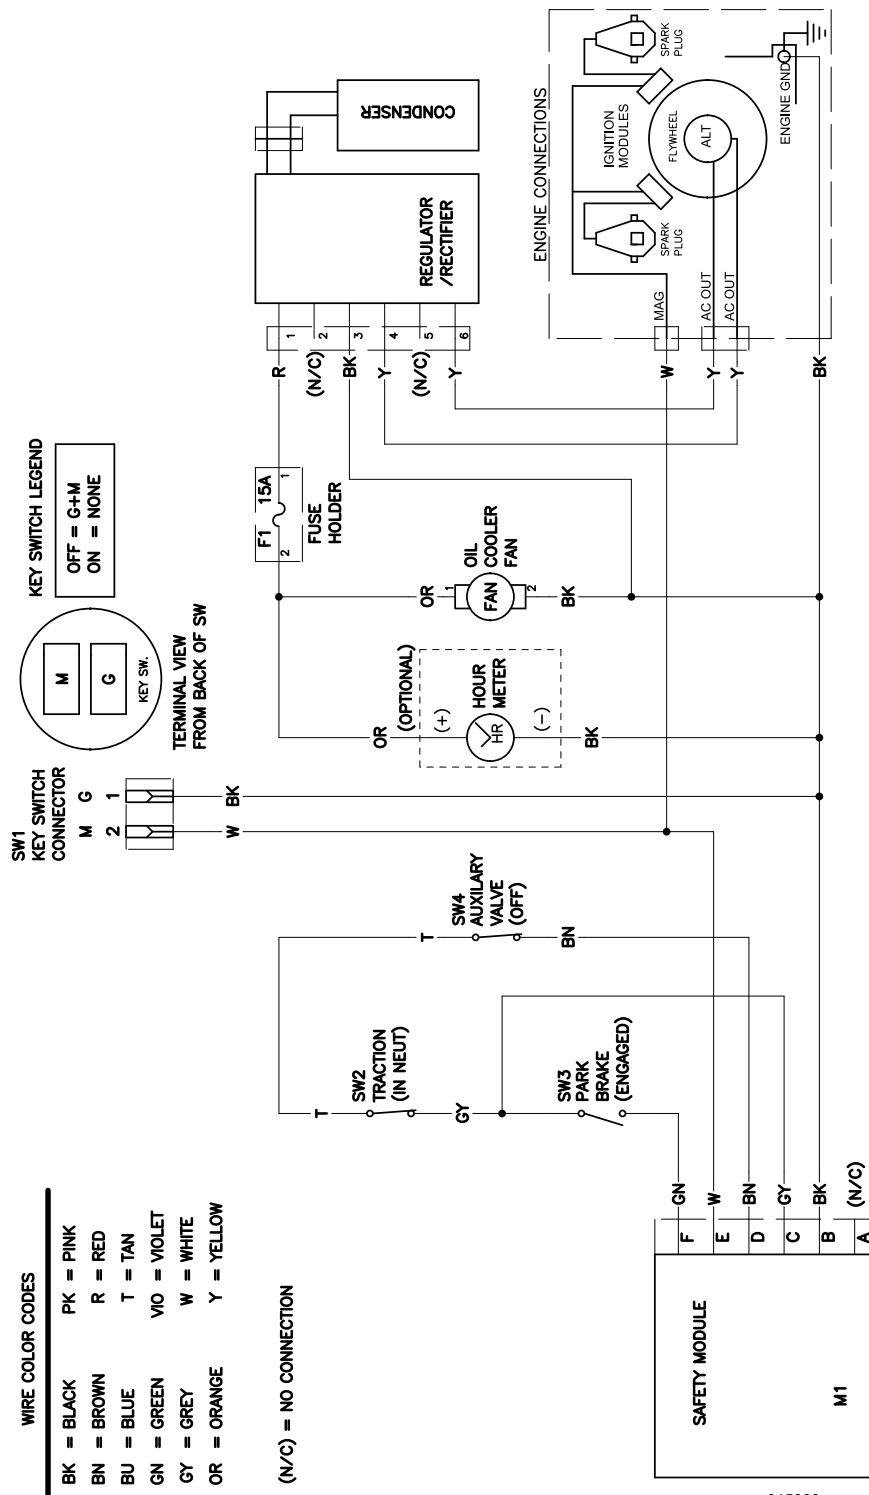 WIRE COLOR CODES
BK = BLACK PK = PINK
BN = BROWN R = RED
BU = BLUE T = TAN
GN = GREEN VIO = VIOLET
GY = GREY W = WHITE
OR = ORANGE Y = YELLOW
(N/C) = NO CONNECTION
SW1
KEY SWITCH
CONNECTOR
M G
2 1
W BK
M
G
KEY SW.
TERMINAL VIEW
FROM BACK OF SW
KEY SWITCH LEGEND
OFF = G+M
ON = NONE
F1 15A
2 1
FUSE
HOLDER
R
(N/C)
BK
Y
(N/C)
Y
1
2
3
4
5
6
REGULATOR
/RECTIFIER
CONDENSER
T
SW2
TRACTION
(IN NEUT)
GY
SW3
PARK
BRAKE
(ENGAGED)
T
SW4
AUXILARY
VALVE
(OFF)
BN
OR
(OPTIONAL)
(+)
HR
HOUR
METER
(-)
BK
OR
1
FAN
2
OIL
COOLER
FAN
BK
ENGINE CONNECTIONS
SPARK
PLUG
IGNITION
MODULES
SPARK
PLUG
FLYWHEEL
ALT
ENGINE GND
MAG
AC OUT
AC OUT
W
Y
Y
BK
SAFETY MODULE
M1
F GN
E W
D BN
C GY
B BK
A (N/C)